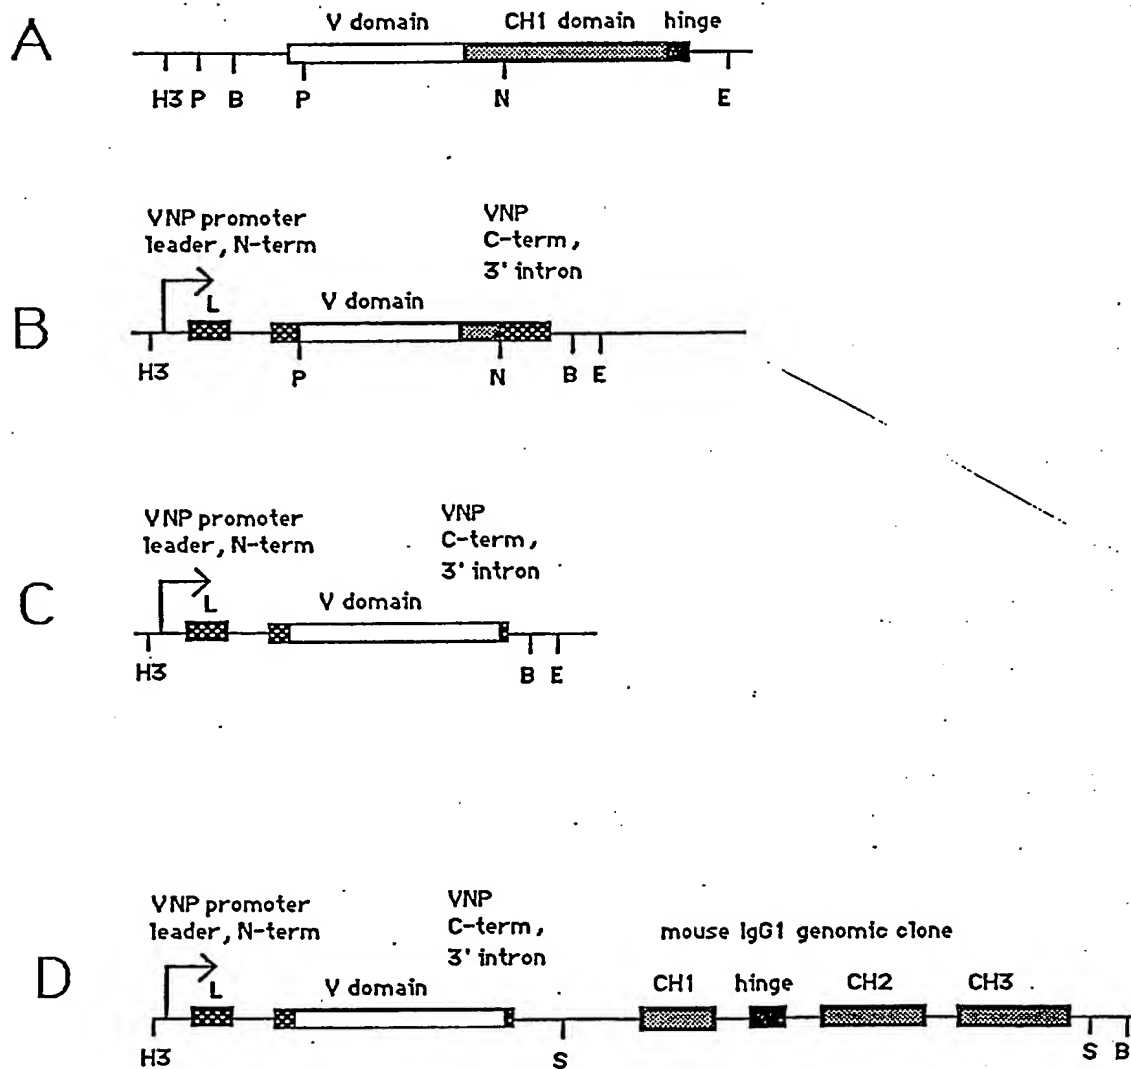 A
V domain CH1 domain hinge
H3 P B P N E
VNP promoter
leader, N-term
VNP
C-term,
3' intron
B
L
V domain
H3 P N B E
VNP promoter
leader, N-term
VNP
C-term,
3' intron
C
L
V domain
H3 B E
VNP promoter
leader, N-term
VNP
C-term,
3' intron
mouse IgG1 genomic clone
D
L
V domain
CH1 hinge CH2 CH3
H3 S S B